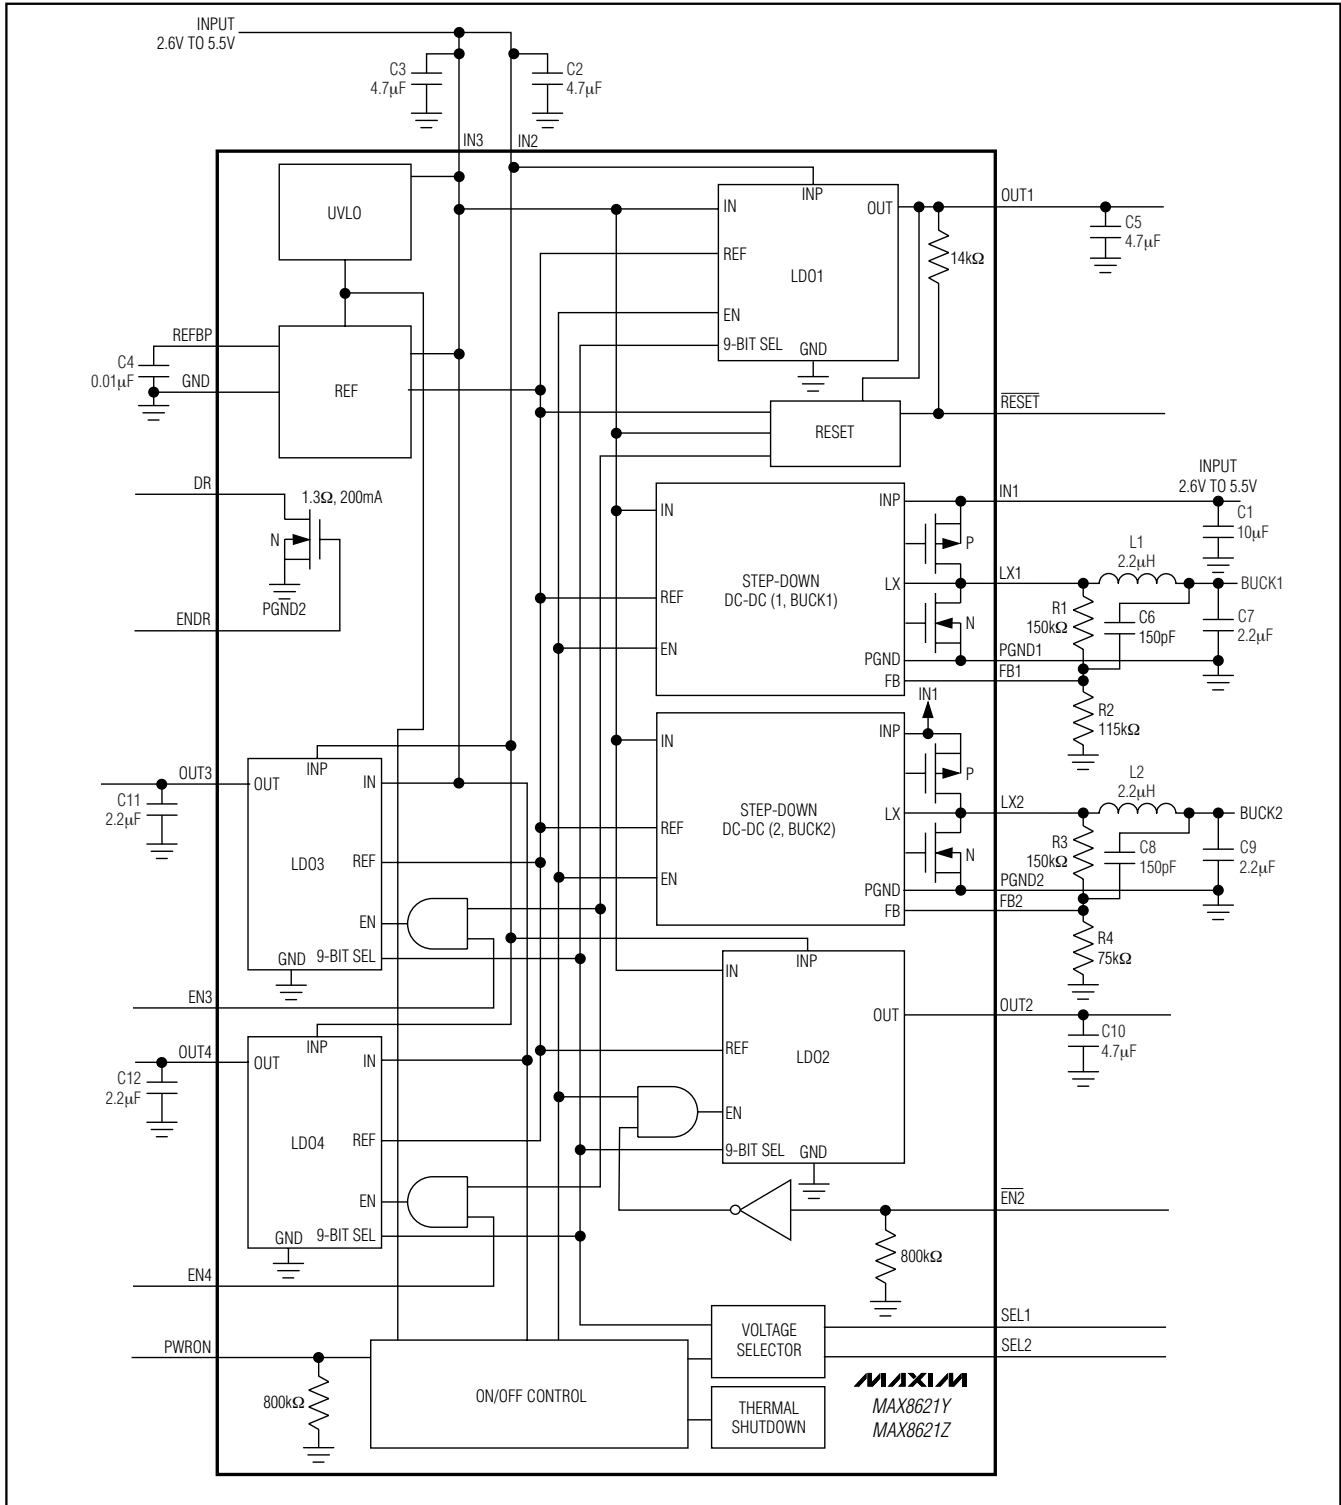 INPUT
2.6V TO 5.5V
C3
4.7µF
C2
4.7µF
IN3
IN2
UVLO
INP
IN
OUT
REF
LDO1
EN
9-BIT SEL
GND
OUT1
C5
4.7µF
14kΩ
REFBP
C4
0.01µF
GND
REF
RESET
RESET
DR
1.3Ω, 200mA
N
PGND2
ENDR
INPUT
2.6V TO 5.5V
INP
IN1
C1
10µF
IN
P
STEP-DOWN
DC-DC (1, BUCK1)
LX
LX1
L1
2.2µH
BUCK1
REF
R1
150kΩ
C6
150pF
C7
2.2µF
N
EN
PGND
PGND1
FB
FB1
R2
115kΩ
IN1
INP
IN
P
STEP-DOWN
DC-DC (2, BUCK2)
LX
LX2
L2
2.2µH
BUCK2
REF
R3
150kΩ
C8
150pF
C9
2.2µF
N
EN
PGND
PGND2
FB
FB2
R4
75kΩ
OUT3
C11
2.2µF
INP
OUT
IN
LDO3
REF
EN
GND
9-BIT SEL
EN3
INP
IN
OUT
OUT2
C10
4.7µF
REF
LDO2
EN
9-BIT SEL
GND
OUT4
C12
2.2µF
INP
OUT
IN
LDO4
REF
EN
GND
9-BIT SEL
EN4
EN2
800kΩ
PWRON
800kΩ
ON/OFF CONTROL
VOLTAGE
SELECTOR
SEL1
SEL2
THERMAL
SHUTDOWN
MAXIM
MAX8621Y
MAX8621Z